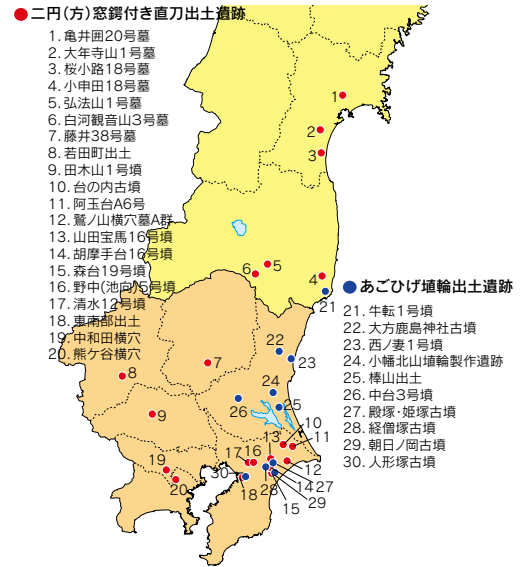 二円(方)窓鍔付き直刀出土遺跡
1. 亀井囲20号墓
2. 大年寺山1号墓
3. 桜小路18号墓
4. 小申田18号墓
5. 弘法山1号墓
6. 白河観音山3号墓
7. 藤井38号墓
8. 若田町出土
9. 田木山1号墳
10. 台の内古墳
11. 阿玉台A6号
12. 鷲ノ山横穴墓A群
13. 山田宝馬16号墳
14. 胡摩手台16号墳
15. 森台19号墳
16. 野中(池向)5号墳
17. 清水12号墳
18. 東南部出土
19. 中和田横穴
20. 熊ケ谷横穴
あごひげ埴輪出土遺跡
21. 牛転1号墳
22. 大方鹿島神社古墳
23. 西ノ妻1号墳
24. 小幡北山埴輪製作遺跡
25. 棒山出土
26. 中台3号墳
27. 殿塚・姫塚古墳
28. 経僧塚古墳
29. 朝日ノ岡古墳
30. 人形塚古墳
1
2
3
4
5
6
21
22
23
7
8
24
25
26
9
10
11
13
17 16
12
19
20
30
18
28
14 27
29
15